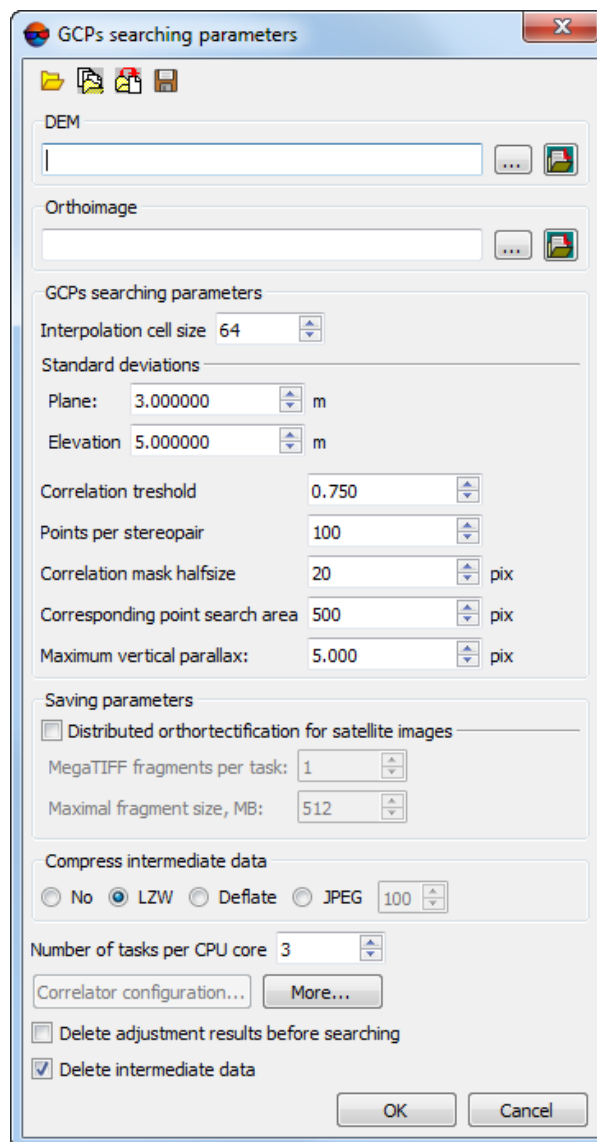 GCPs searching parameters
DEM
...
Orthoimage
...
GCPs searching parameters
Interpolation cell size 64
Standard deviations
Plane: 3.000000 m
Elevation 5.000000 m
Correlation treshold 0.750
Points per stereopair 100
Correlation mask halfsize 20 pix
Corresponding point search area 500 pix
Maximum vertical parallax: 5.000 pix
Saving parameters
Distributed orthortectification for satellite images
MegaTIFF fragments per task: 1
Maximal fragment size, MB: 512
Compress intermediate data
No LZW Deflate JPEG 100
Number of tasks per CPU core 3
Correlator configuration... More...
Delete adjustment results before searching
Delete intermediate data
OK Cancel